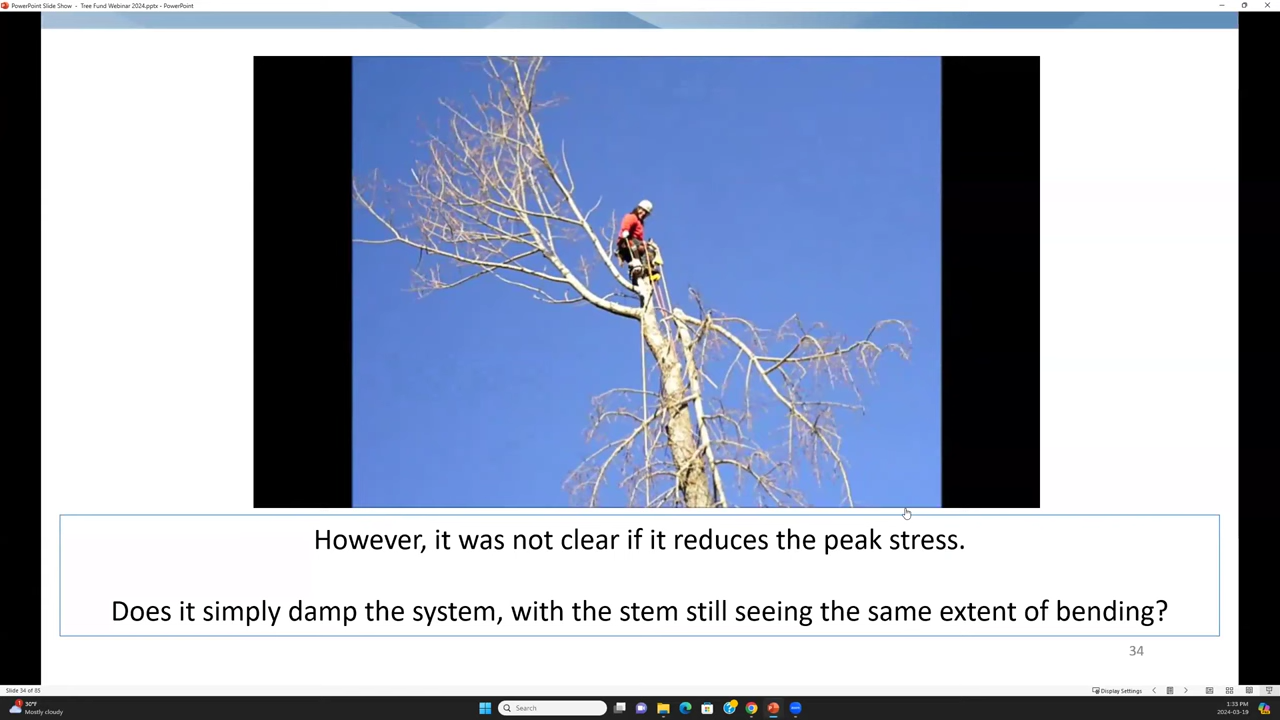 PowerPoint Slide Show - Tree Fund Webinar 2024.pptx - PowerPoint
However, it was not clear if it reduces the peak stress.
Does it simply damp the system, with the stem still seeing the same extent of bending?
34
Slide 34 of 85
Display Settings
30°F
Mostly cloudy
Search
1:33 PM
2024-03-19